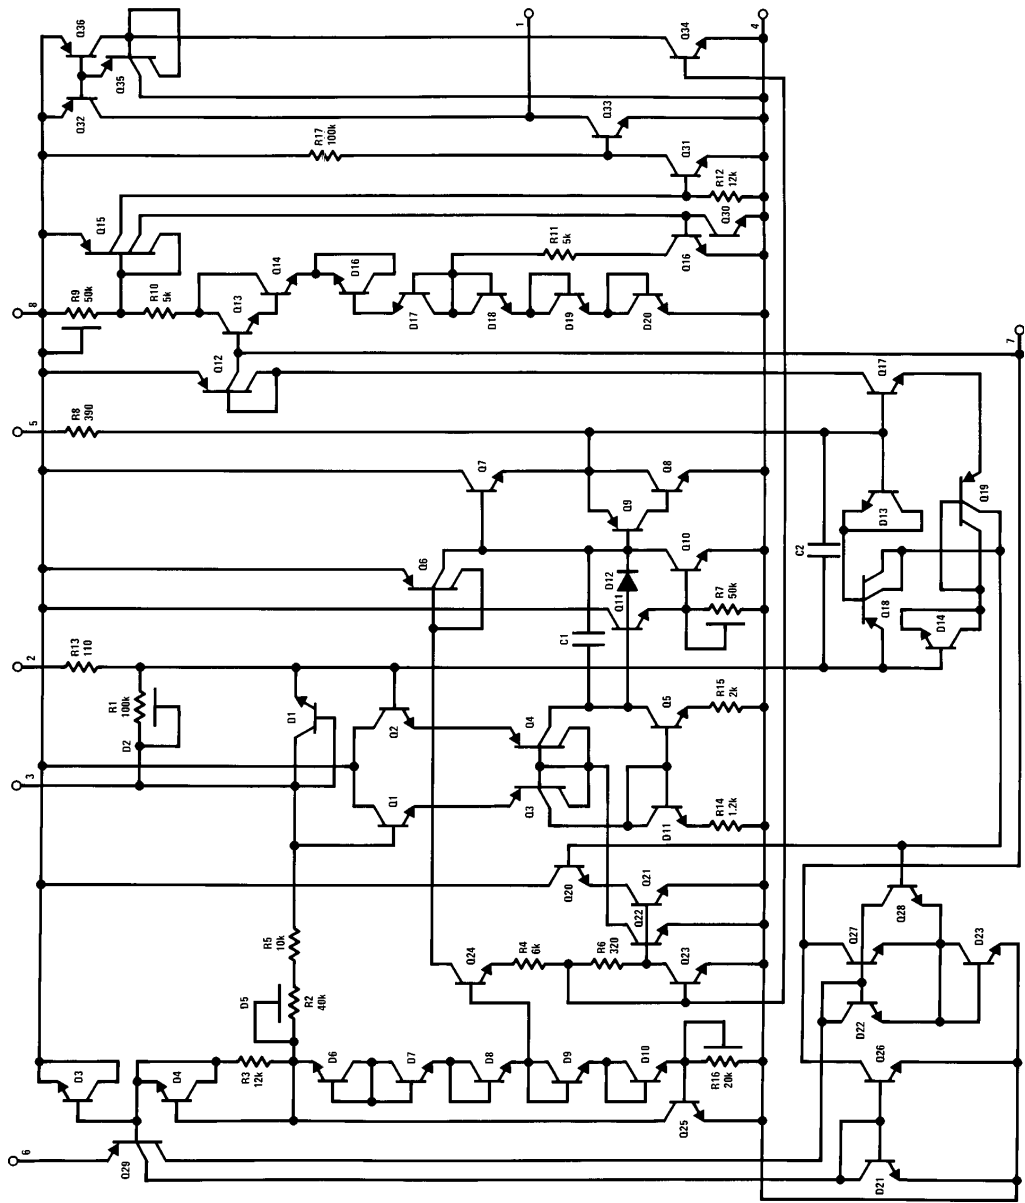 Q36
Q35
Q32
1
4
Q34
Q33
R17
100k
Q31
R12
12k
Q15
Q30
8
R9
50k
R10
5k
Q14
Q13
D16
R11
5k
Q16
D17
D18
D19
D20
Q12
7
5
R8
390
Q17
Q7
Q8
Q9
D13
Q19
Q6
Q10
D12
Q11
R7
50k
C2
C1
Q18
D14
2
R13
110
R1
100k
D2
D1
Q2
Q4
Q5
R15
2k
3
Q1
Q3
D11
R14
1.2k
Q20
Q21
Q22
R5
10k
Q24
R4
6k
R6
320
Q23
Q28
Q27
D23
D5
R2
40k
D22
D3
D4
R3
12k
D6
D7
D8
D9
D10
R16
20k
Q25
Q26
6
Q29
D21